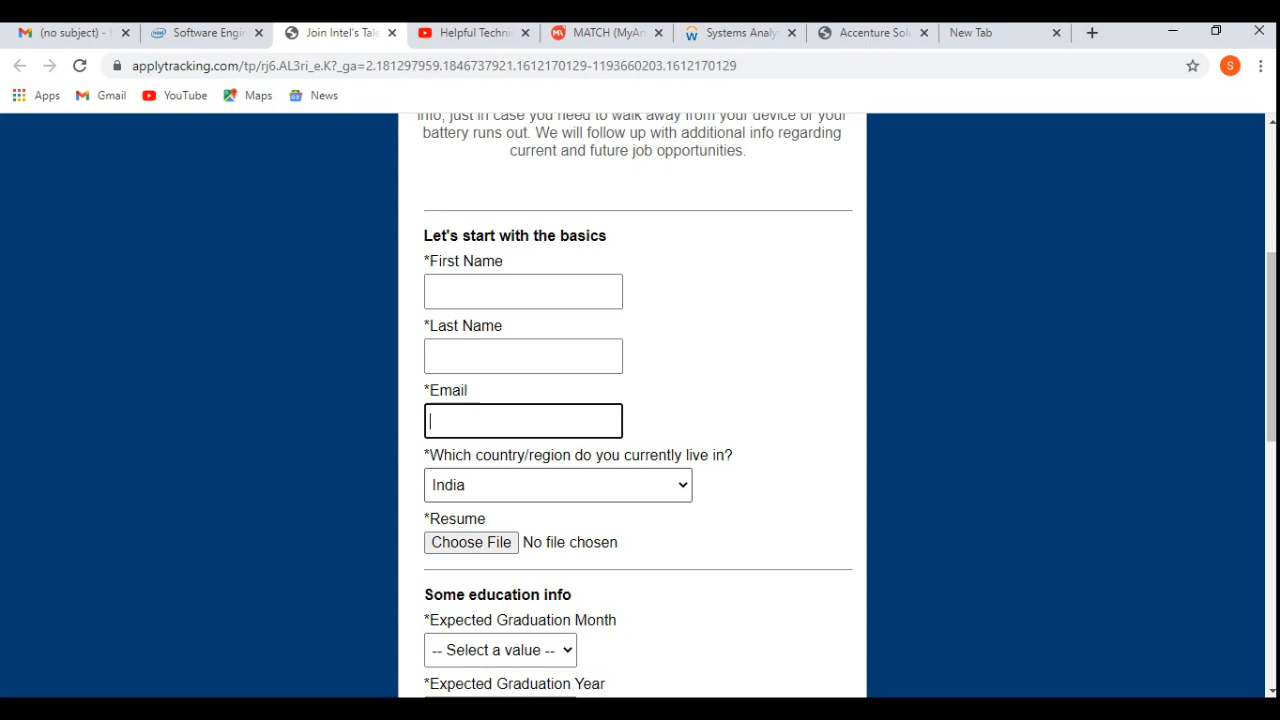 (no subject) -
Software Engin
Join Intel's Tale
Helpful Techni
MATCH (MyAn
Systems Analy
Accenture Solu
New Tab
applytracking.com/tp/rj6.AL3ri_e.K?_ga=2.181297959.1846737921.1612170129-1193660203.1612170129
S
Apps
Gmail
YouTube
Maps
News
info, just in case you need to walk away from your device or your
battery runs out. We will follow up with additional info regarding
current and future job opportunities.
Let's start with the basics
*First Name
*Last Name
*Email
*Which country/region do you currently live in?
India
*Resume
Choose File No file chosen
Some education info
*Expected Graduation Month
-- Select a value --
*Expected Graduation Year